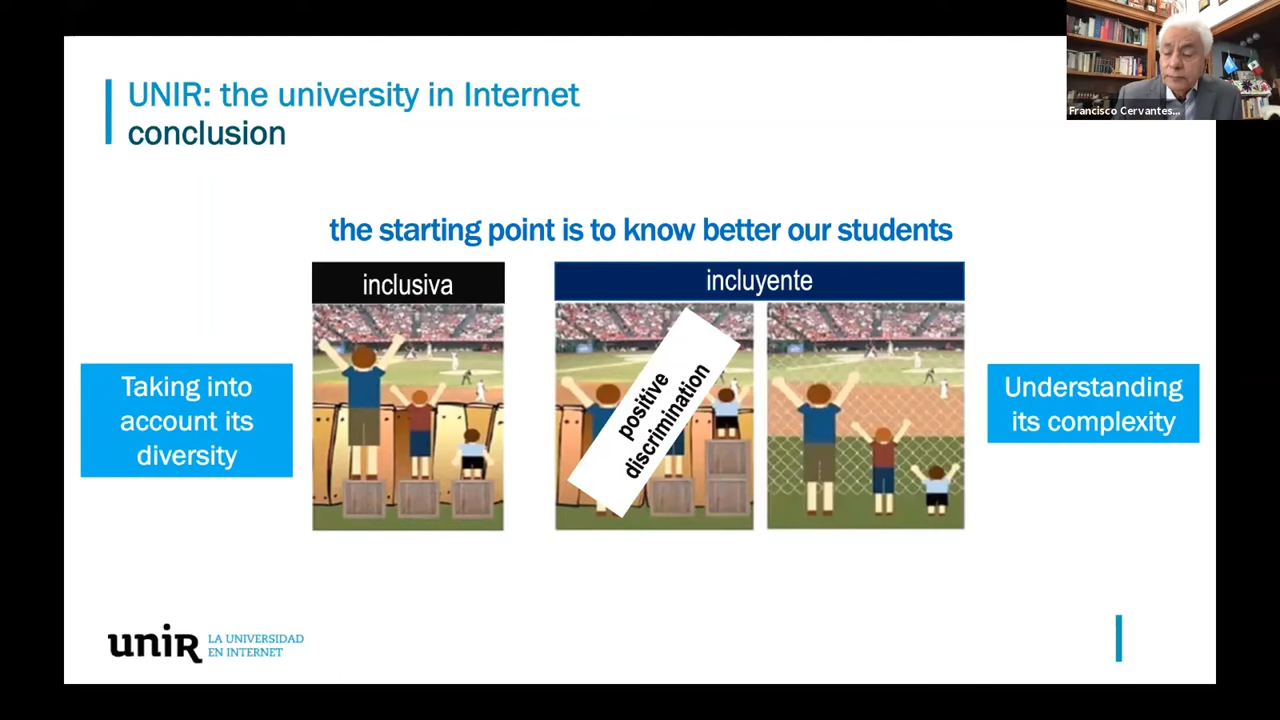 Francisco Cervantes...
UNIR: the university in Internet
conclusion
the starting point is to know better our students
inclusiva
incluyente
Taking into
account its
diversity
positive
discrimination
Understanding
its complexity
unir
LA UNIVERSIDAD
EN INTERNET